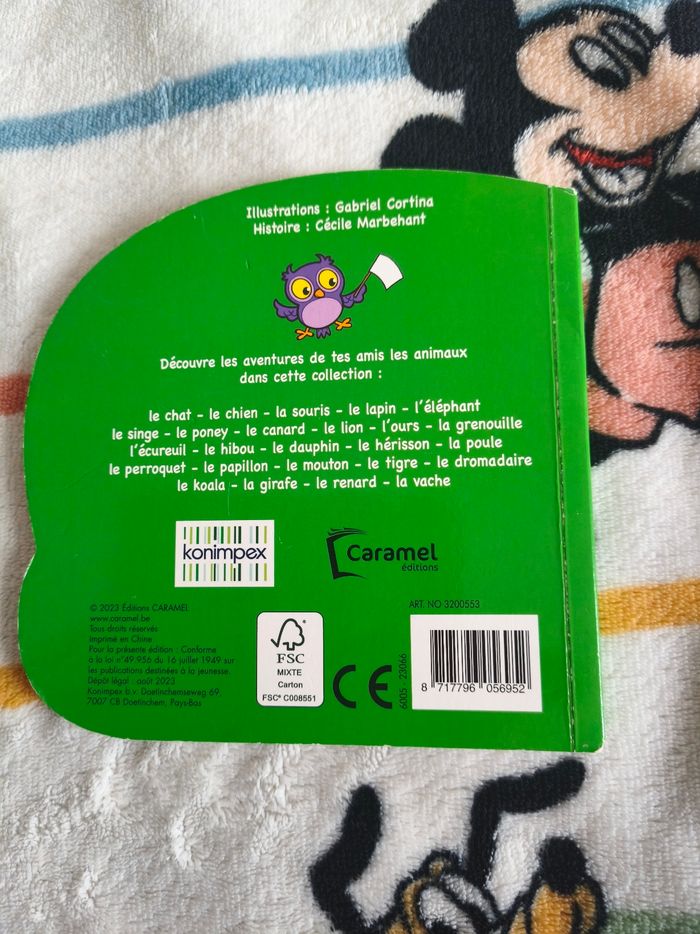 Illustrations : Gabriel Cortina
Histoire : Cécile Marbehant
Découvre les aventures de tes amis les animaux
dans cette collection :
le chat – le chien – la souris – le lapin – l'éléphant
le singe – le poney – le canard – le lion – l'ours – la grenouille
l'écureuil – le hibou – le dauphin – le hérisson – la poule
le perroquet – le papillon – le mouton – le tigre – le dromadaire
le koala – la girafe – le renard – la vache
konimpex
Caramel
éditions
© 2023 Éditions CARAMEL
www.caramel.be
Tous droits réservés
Imprimé en Chine
Pour la présente édition : Conforme
à la loi n°49 956 du 16 juillet 1949 sur
les publications destinées à la jeunesse.
Dépôt légal : août 2023
Konimpex b.v. Doetinchemseweg 69,
7007 CB Doetinchem, Pays-Bas
FSC
MIXTE
Carton
FSC® C008551
CE
6005 23066
ART NO 3200553
8 717796 056952